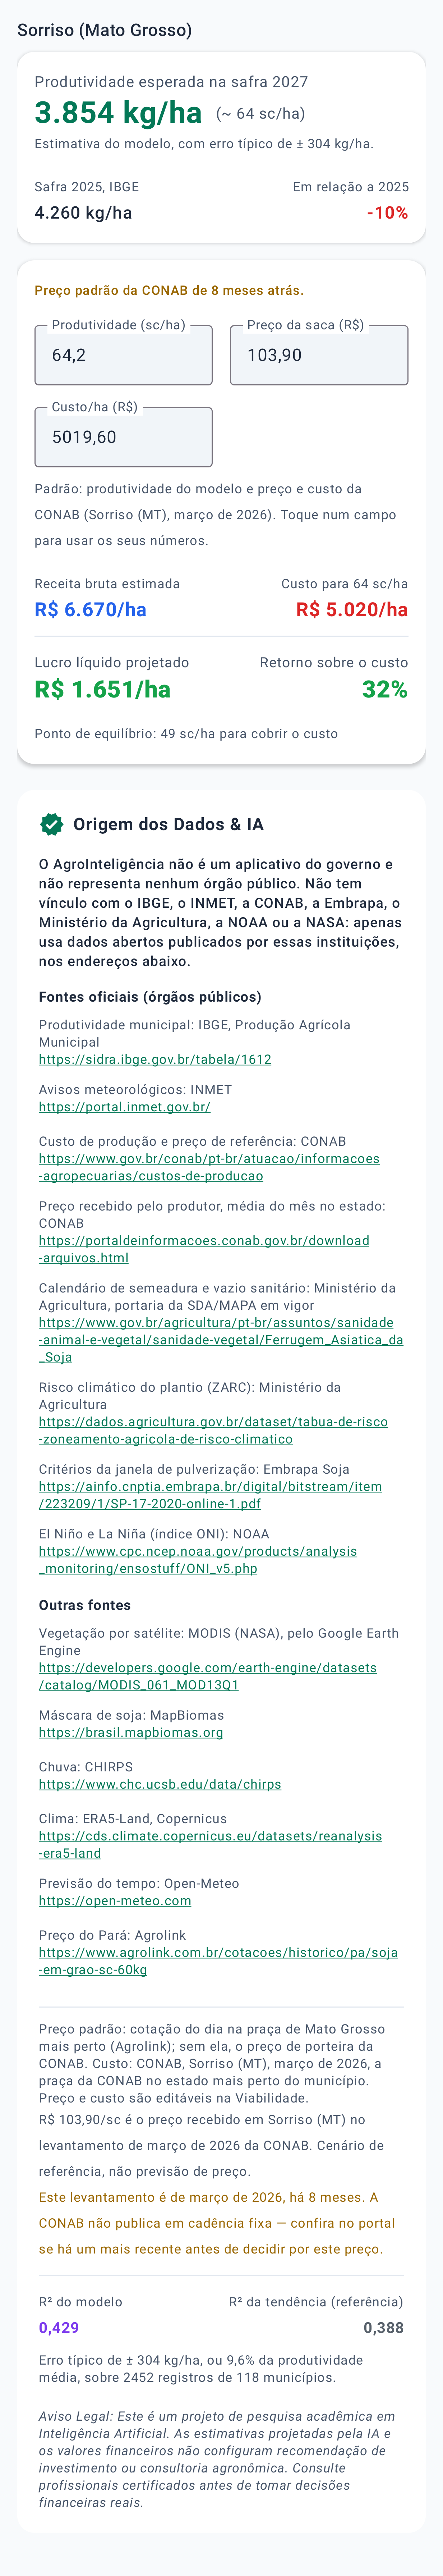 Sorriso (Mato Grosso)
Produtividade esperada na safra 2027
3.854 kg/ha (~ 64 sc/ha)
Estimativa do modelo, com erro típico de ± 304 kg/ha.
Safra 2025, IBGE
Em relação a 2025
4.260 kg/ha
-10%
Preço padrão da CONAB de 8 meses atrás.
Produtividade (sc/ha)
Preço da saca (R$)
64,2
103,90
Custo/ha (R$)
5019,60
Padrão: produtividade do modelo e preço e custo da
CONAB (Sorriso (MT), março de 2026). Toque num campo
para usar os seus números.
Receita bruta estimada
Custo para 64 sc/ha
R$ 6.670/ha
R$ 5.020/ha
Lucro líquido projetado
Retorno sobre o custo
R$ 1.651/ha
32%
Ponto de equilíbrio: 49 sc/ha para cobrir o custo
Origem dos Dados & IA
O AgroInteligência não é um aplicativo do governo e
não representa nenhum órgão público. Não tem
vínculo com o IBGE, o INMET, a CONAB, a Embrapa, o
Ministério da Agricultura, a NOAA ou a NASA: apenas
usa dados abertos publicados por essas instituições,
nos endereços abaixo.
Fontes oficiais (órgãos públicos)
Produtividade municipal: IBGE, Produção Agrícola
Municipal
https://sidra.ibge.gov.br/tabela/1612
Avisos meteorológicos: INMET
https://portal.inmet.gov.br/
Custo de produção e preço de referência: CONAB
https://www.gov.br/conab/pt-br/atuacao/informacoes
-agropecuarias/custos-de-producao
Preço recebido pelo produtor, média do mês no estado:
CONAB
https://portaldeinformacoes.conab.gov.br/download
-arquivos.html
Calendário de semeadura e vazio sanitário: Ministério da
Agricultura, portaria da SDA/MAPA em vigor
https://www.gov.br/agricultura/pt-br/assuntos/sanidade
-animal-e-vegetal/sanidade-vegetal/Ferrugem_Asiatica_da
_Soja
Risco climático do plantio (ZARC): Ministério da
Agricultura
https://dados.agricultura.gov.br/dataset/tabua-de-risco
-zoneamento-agricola-de-risco-climatico
Critérios da janela de pulverização: Embrapa Soja
https://ainfo.cnptia.embrapa.br/digital/bitstream/item
/223209/1/SP-17-2020-online-1.pdf
El Niño e La Niña (índice ONI): NOAA
https://www.cpc.ncep.noaa.gov/products/analysis
_monitoring/ensostuff/ONI_v5.php
Outras fontes
Vegetação por satélite: MODIS (NASA), pelo Google Earth
Engine
https://developers.google.com/earth-engine/datasets
/catalog/MODIS_061_MOD13Q1
Máscara de soja: MapBiomas
https://brasil.mapbiomas.org
Chuva: CHIRPS
https://www.chc.ucsb.edu/data/chirps
Clima: ERA5-Land, Copernicus
https://cds.climate.copernicus.eu/datasets/reanalysis
-era5-land
Previsão do tempo: Open-Meteo
https://open-meteo.com
Preço do Pará: Agrolink
https://www.agrolink.com.br/cotacoes/historico/pa/soja
-em-grao-sc-60kg
Preço padrão: cotação do dia na praça de Mato Grosso
mais perto (Agrolink); sem ela, o preço de porteira da
CONAB. Custo: CONAB, Sorriso (MT), março de 2026, a
praça da CONAB no estado mais perto do município.
Preço e custo são editáveis na Viabilidade.
R$ 103,90/sc é o preço recebido em Sorriso (MT) no
levantamento de março de 2026 da CONAB. Cenário de
referência, não previsão de preço.
Este levantamento é de março de 2026, há 8 meses. A
CONAB não publica em cadência fixa — confira no portal
se há um mais recente antes de decidir por este preço.
R² do modelo
R² da tendência (referência)
0,429
0,388
Erro típico de ± 304 kg/ha, ou 9,6% da produtividade
média, sobre 2452 registros de 118 municípios.
Aviso Legal: Este é um projeto de pesquisa acadêmica em
Inteligência Artificial. As estimativas projetadas pela IA e
os valores financeiros não configuram recomendação de
investimento ou consultoria agronômica. Consulte
profissionais certificados antes de tomar decisões
financeiras reais.